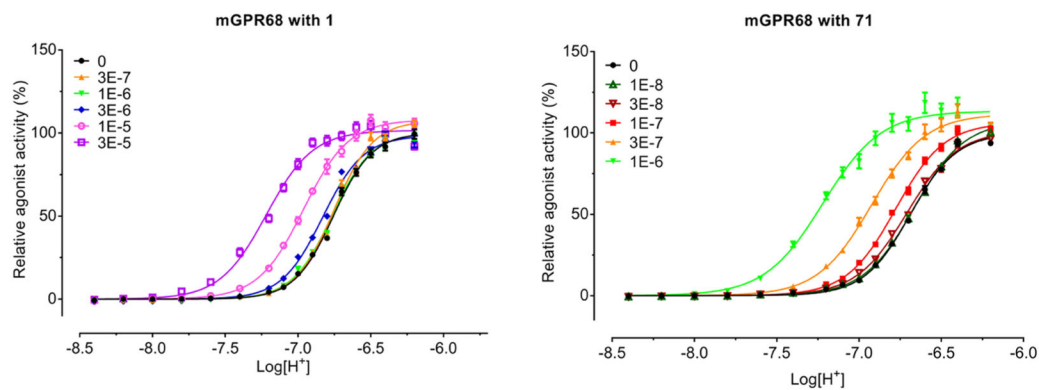 mGPR68 with 1
150
100
50
0
Relative agonist activity (%)
0
3E-7
1E-6
3E-6
1E-5
3E-5
-8.5 -8.0 -7.5 -7.0 -6.5 -6.0
Log[H⁺]
mGPR68 with 71
150
100
50
0
Relative agonist activity (%)
0
1E-8
3E-8
1E-7
3E-7
1E-6
-8.5 -8.0 -7.5 -7.0 -6.5 -6.0
Log[H⁺]